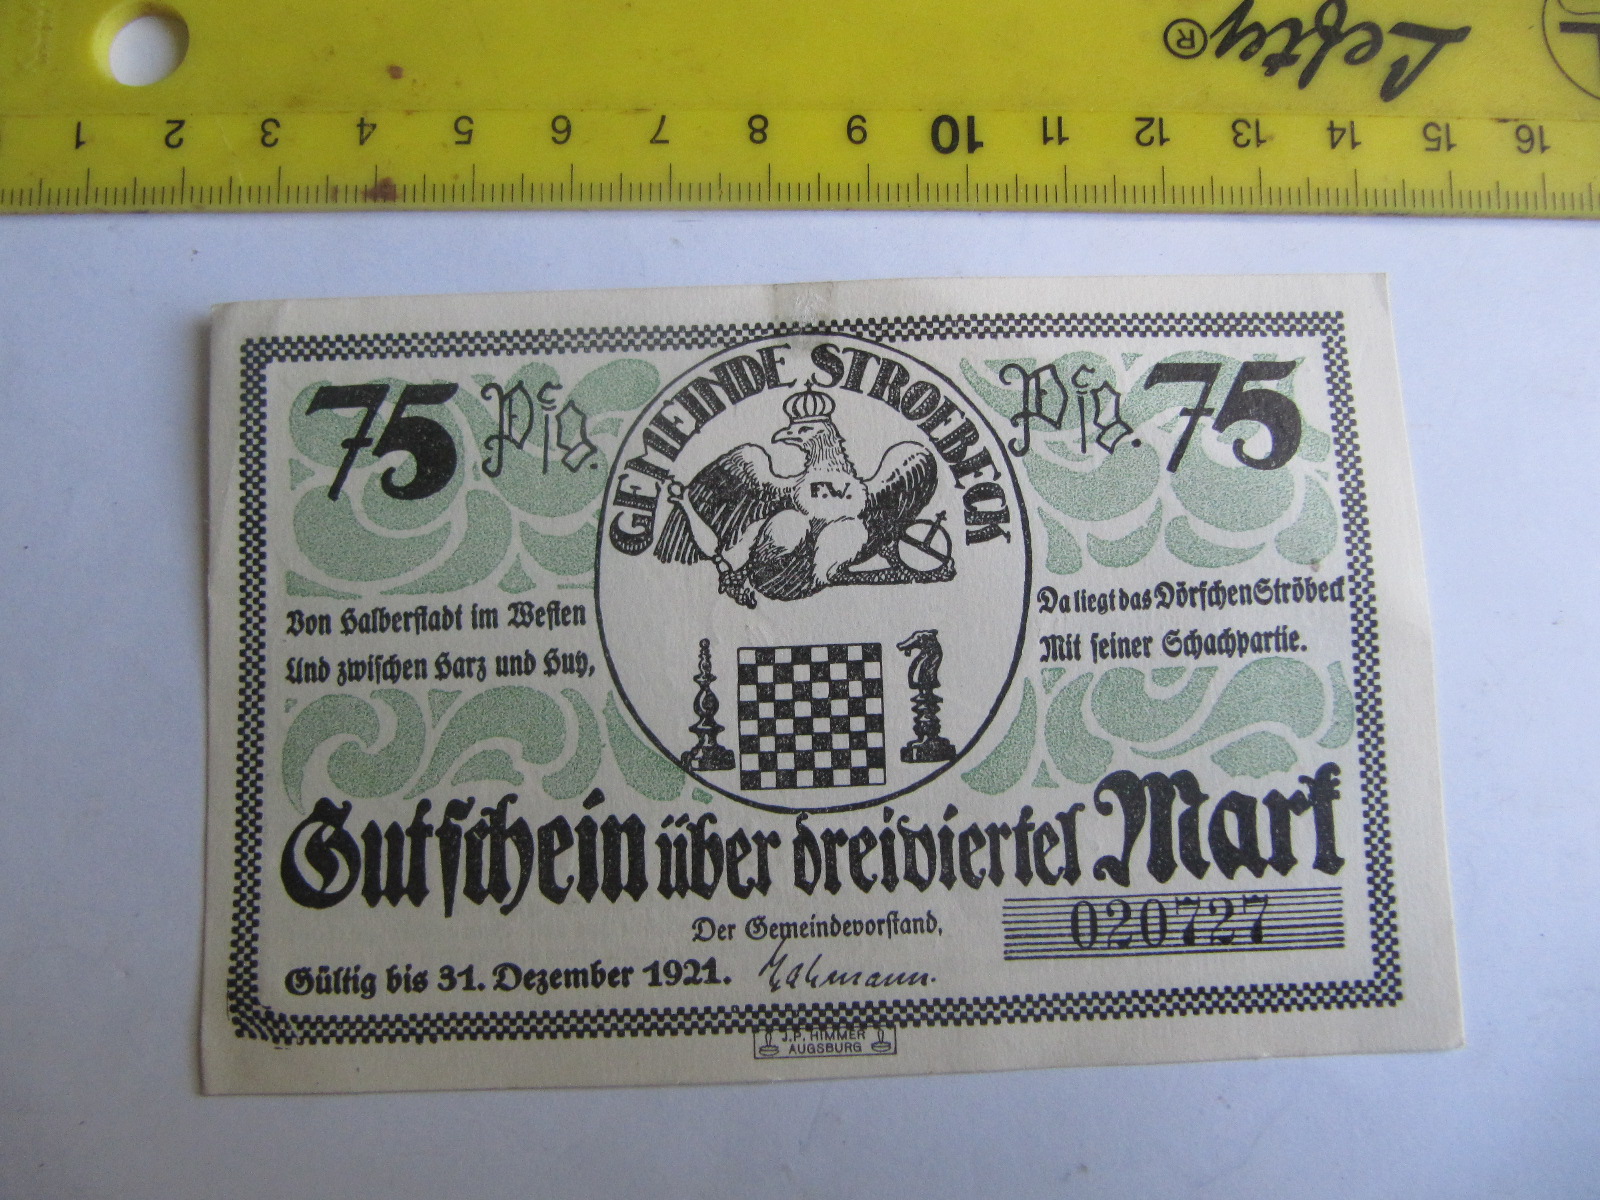 Lefty®
1 2 3 4 5 6 7 8 9 10 11 12 13 14 15 16
GEMEINDE STROEBECK
75 Pfg.
Pfg. 75
F.W.
Von Halberstadt im Westen
Und zwischen Harz und Huy,
Da liegt das Dörfchen Ströbeck
Mit seiner Schachpartie.
Gutschein über dreiviertel Mark
020727
Der Gemeindevorstand,
Gültig bis 31. Dezember 1921.
J.P. HIMMER
AUGSBURG